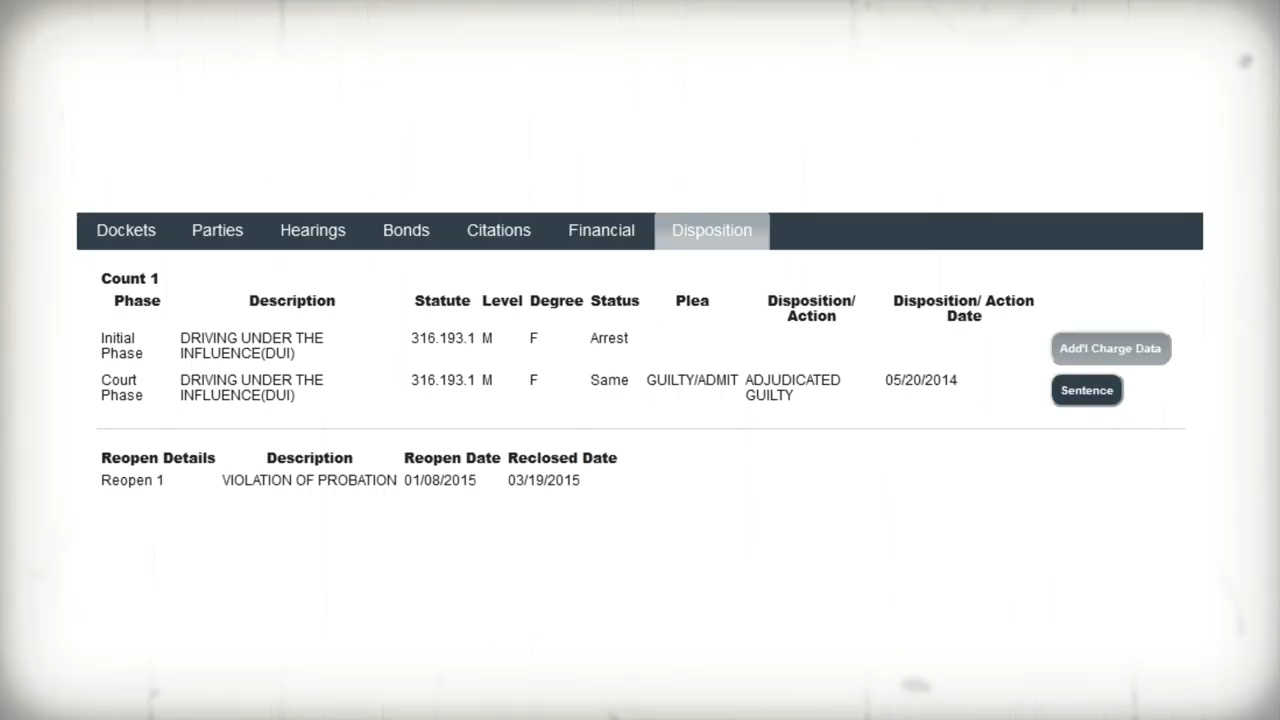 Dockets Parties Hearings Bonds Citations Financial Disposition
Count 1
Phase Description Statute Level Degree Status Plea Disposition/ Action Disposition/ Action Date
Initial Phase DRIVING UNDER THE INFLUENCE(DUI) 316.193.1 M F Arrest Add'l Charge Data
Court Phase DRIVING UNDER THE INFLUENCE(DUI) 316.193.1 M F Same GUILTY/ADMIT ADJUDICATED GUILTY 05/20/2014 Sentence
Reopen Details Description Reopen Date Reclosed Date
Reopen 1 VIOLATION OF PROBATION 01/08/2015 03/19/2015